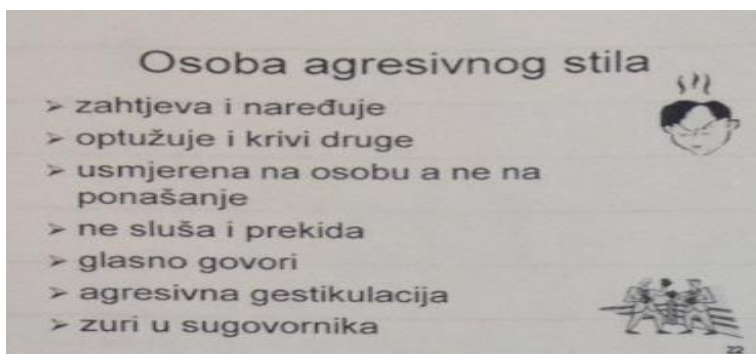 Osoba agresivnog stila
➢ zahtjeva i naređuje
➢ optužuje i krivi druge
➢ usmjerena na osobu a ne na
ponašanje
➢ ne sluša i prekida
➢ glasno govori
➢ agresivna gestikulacija
➢ zuri u sugovornika
22